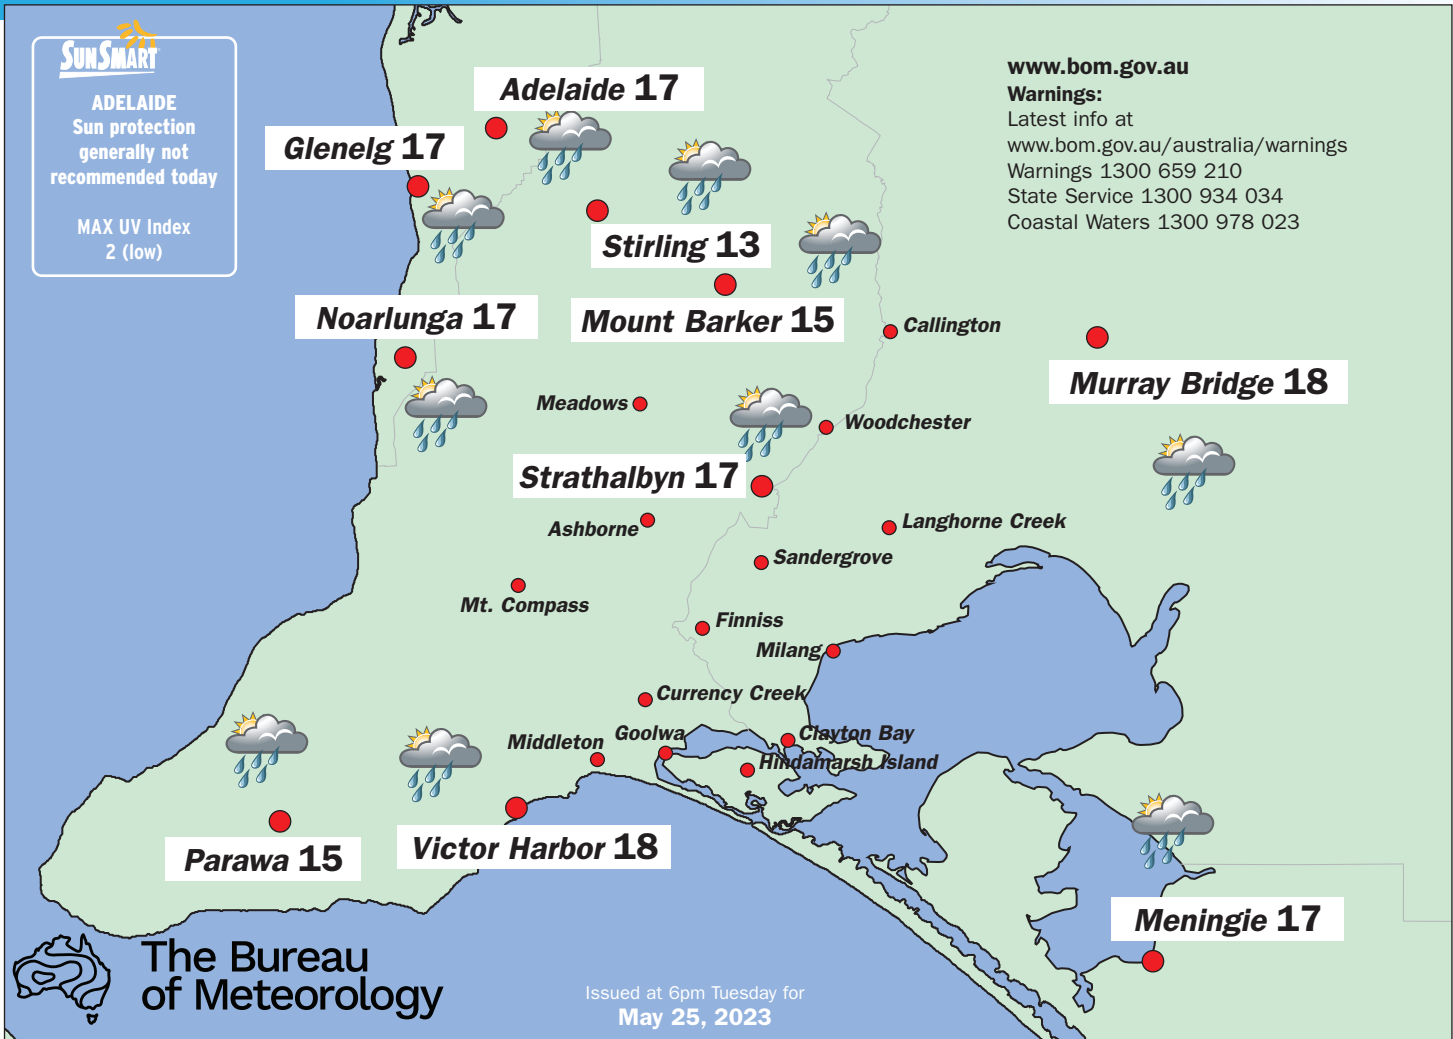 SUNSMART
ADELAIDE
Sun protection
generally not
recommended today
MAX UV Index
2 (low)
www.bom.gov.au
Warnings:
Latest info at
www.bom.gov.au/australia/warnings
Warnings 1300 659 210
State Service 1300 934 034
Coastal Waters 1300 978 023
Adelaide 17
Glenelg 17
Stirling 13
Noarlunga 17
Mount Barker 15
Callington
Murray Bridge 18
Meadows
Woodchester
Strathalbyn 17
Ashborne
Langhorne Creek
Sandergrove
Mt. Compass
Finniss
Milang
Currency Creek
Middleton
Goolwa
Clayton Bay
Hindamarsh Island
Parawa 15
Victor Harbor 18
Meningie 17
The Bureau
of Meteorology
Issued at 6pm Tuesday for
May 25, 2023